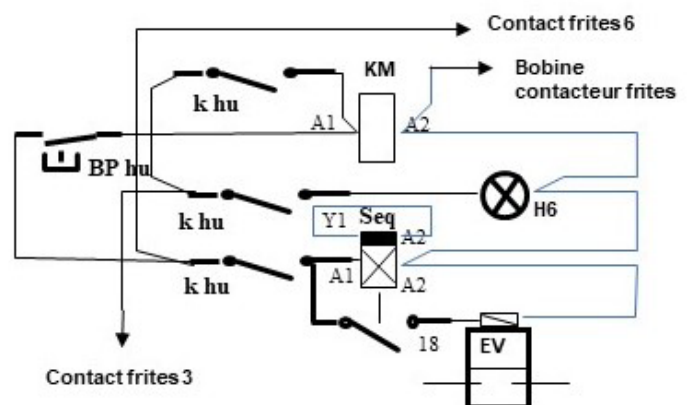 Contact frites 6
KM
Bobine
contacteur frites
k hu
A1
A2
BP hu
k hu
Y1
Seq
A2
H6
k hu
A1
A2
18
EV
Contact frites 3